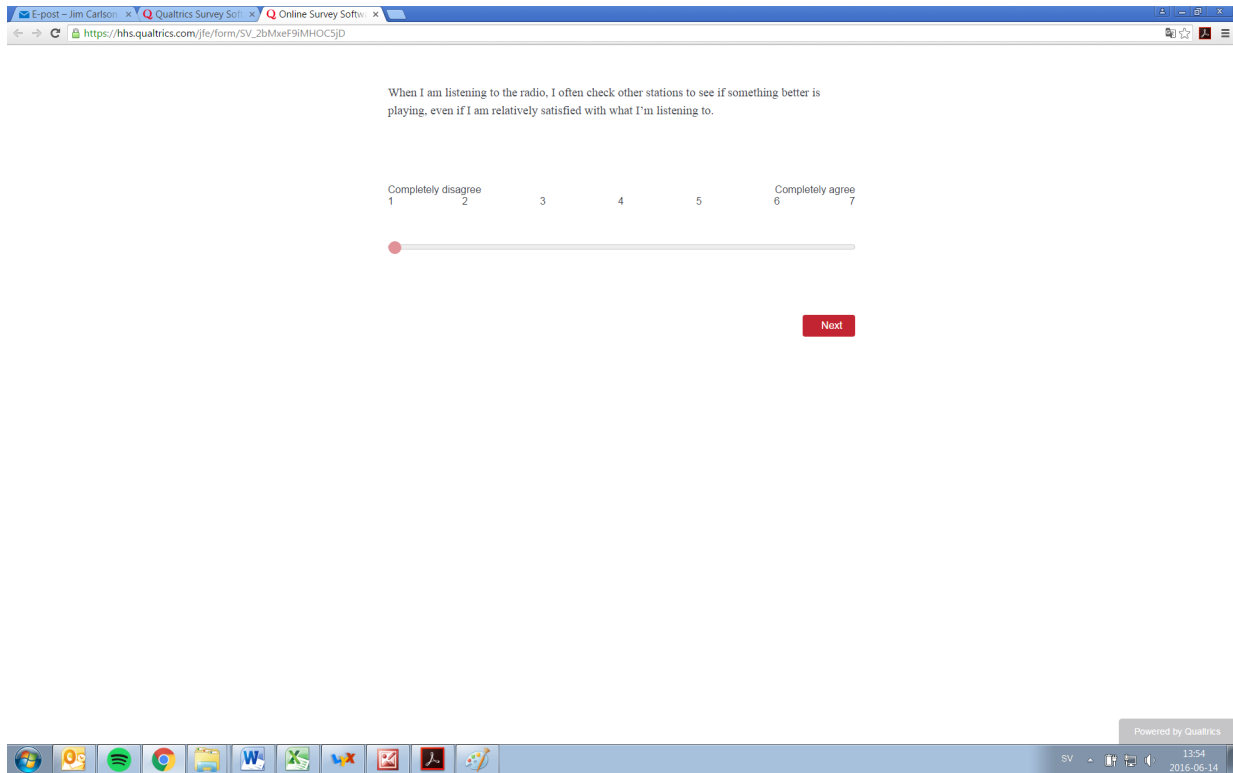 E-post – Jim Carlson
Qualtrics Survey Soft
Online Survey Softw
https://hhs.qualtrics.com/jfe/form/SV_2bMxeF9iMHOC5jD
When I am listening to the radio, I often check other stations to see if something better is
playing, even if I am relatively satisfied with what I'm listening to.
Completely disagree Completely agree
1 2 3 4 5 6 7
Next
Powered by Qualtrics
SV
13:54
2016-06-14